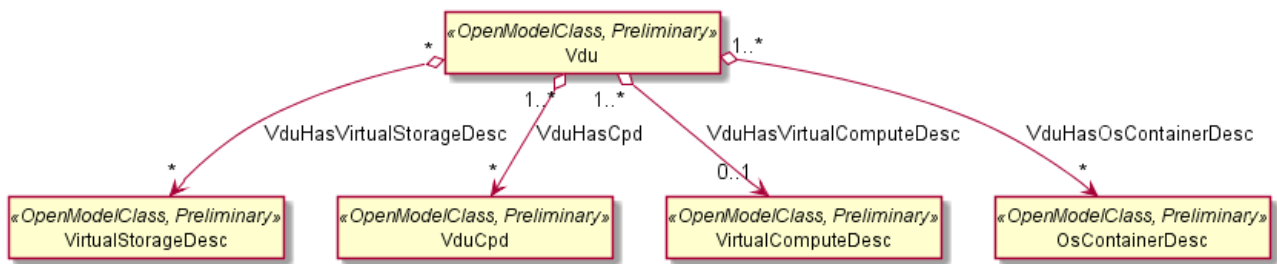 «OpenModelClass, Preliminary»
Vdu
*
1..*
1..*
1..*
VduHasVirtualStorageDesc
VduHasCpd
VduHasVirtualComputeDesc
VduHasOsContainerDesc
*
*
0..1
*
«OpenModelClass, Preliminary»
VirtualStorageDesc
«OpenModelClass, Preliminary»
VduCpd
«OpenModelClass, Preliminary»
VirtualComputeDesc
«OpenModelClass, Preliminary»
OsContainerDesc